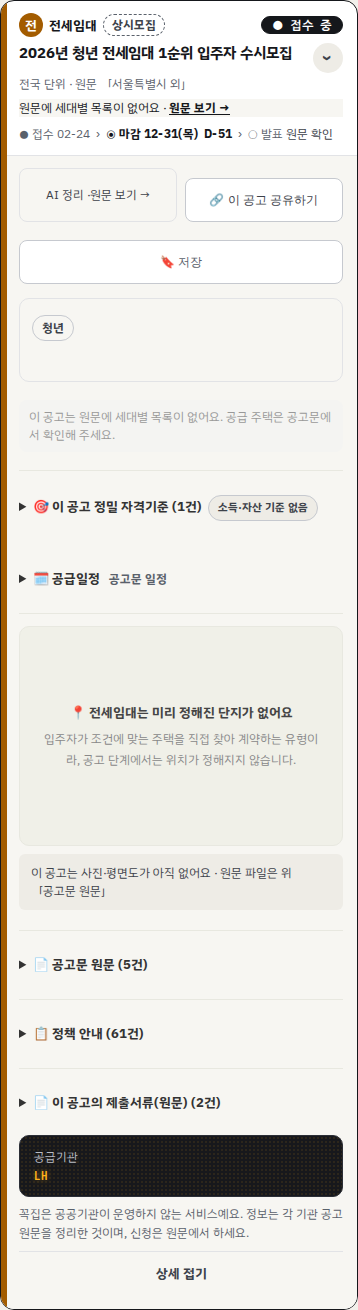 전 전세임대 상시모집 ● 접수 중
2026년 청년 전세임대 1순위 입주자 수시모집
전국 단위 · 원문 「서울특별시 외」
원문에 세대별 목록이 없어요 · 원문 보기 →
● 접수 02-24 › ◉ 마감 12-31(목) D-51 › ○ 발표 원문 확인
AI 정리 ·원문 보기 →
🔗 이 공고 공유하기
🔖 저장
청년
이 공고는 원문에 세대별 목록이 없어요. 공급 주택은 공고문에
서 확인해 주세요.
▶ 🎯 이 공고 정밀 자격기준 (1건) 소득·자산 기준 없음
▶ 🗓️ 공급일정 공고문 일정
📍 전세임대는 미리 정해진 단지가 없어요
입주자가 조건에 맞는 주택을 직접 찾아 계약하는 유형이
라, 공고 단계에서는 위치가 정해지지 않습니다.
이 공고는 사진·평면도가 아직 없어요 · 원문 파일은 위
「공고문 원문」
▶ 📄 공고문 원문 (5건)
▶ 📋 정책 안내 (61건)
▶ 📄 이 공고의 제출서류(원문) (2건)
공급기관
LH
꼭집은 공공기관이 운영하지 않는 서비스예요. 정보는 각 기관 공고
원문을 정리한 것이며, 신청은 원문에서 하세요.
상세 접기